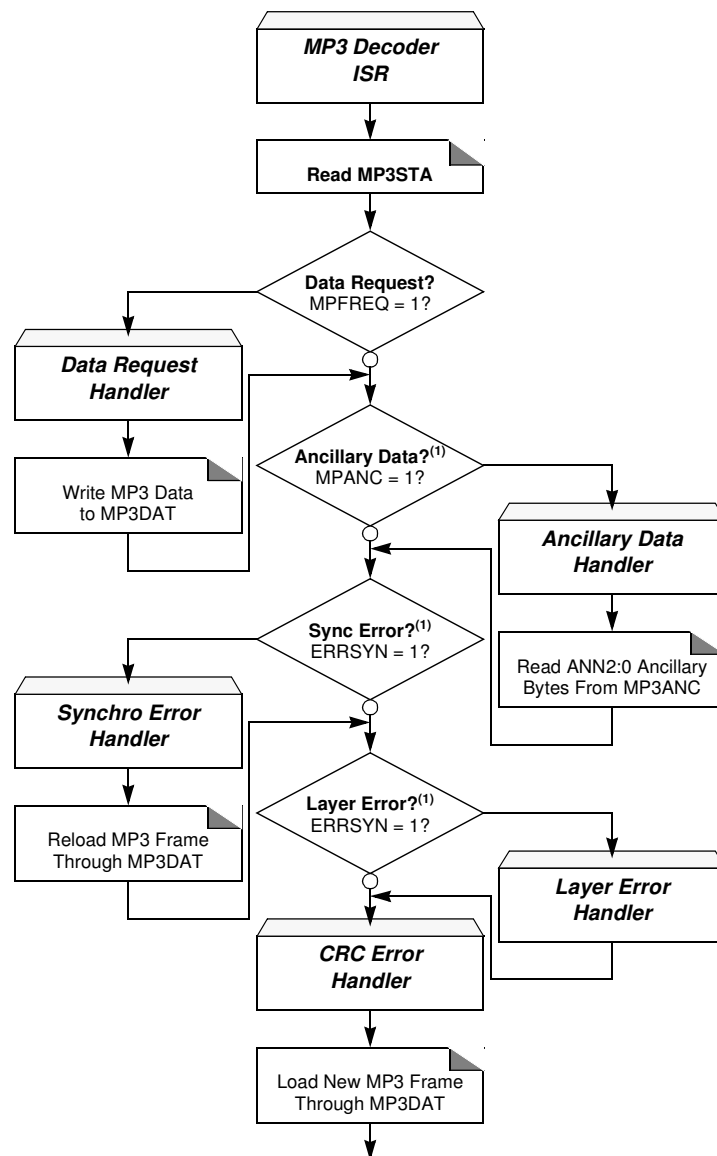 MP3 Decoder
ISR
Read MP3STA
Data Request?
MPFREQ = 1?
Data Request
Handler
Ancillary Data?(1)
MPANC = 1?
Write MP3 Data
to MP3DAT
Ancillary Data
Handler
Sync Error?(1)
ERRSYN = 1?
Read ANN2:0 Ancillary
Bytes From MP3ANC
Synchro Error
Handler
Layer Error?(1)
ERRSYN = 1?
Reload MP3 Frame
Through MP3DAT
Layer Error
Handler
CRC Error
Handler
Load New MP3 Frame
Through MP3DAT